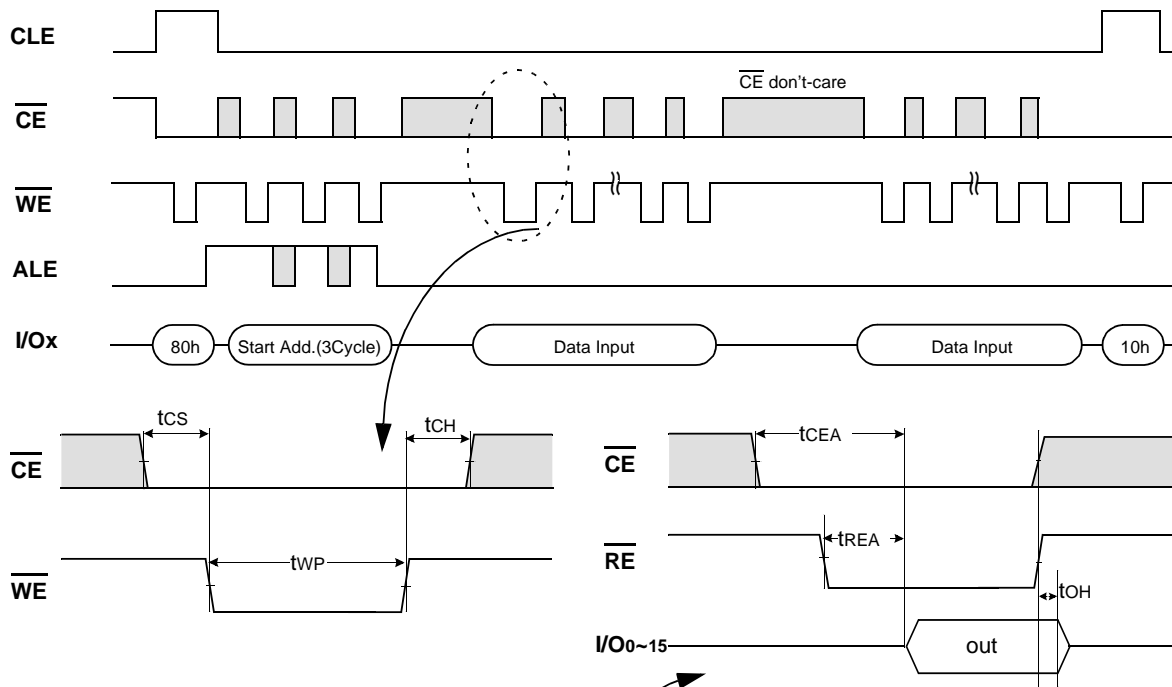 CLE
CE don't-care
CE
WE
ALE
I/Ox 80h Start Add.(3Cycle) Data Input Data Input 10h
tCS tCH
CE
tWP
WE
tCEA
CE
tREA
RE
tOH
I/O0~15 out